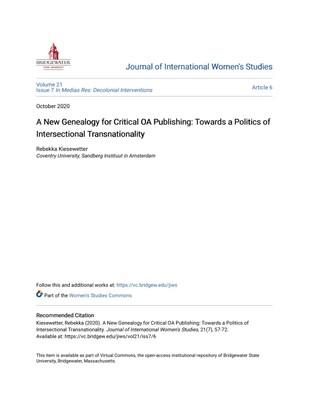 BRIDGEWATER
STATE UNIVERSITY
Journal of International Women's Studies
Volume 21
Issue 7 In Medias Res: Decolonial Interventions
Article 6
October 2020
A New Genealogy for Critical OA Publishing: Towards a Politics of
Intersectional Transnationality
Rebekka Kiesewetter
Coventry University, Sandberg Instituut in Amsterdam
Follow this and additional works at: https://vc.bridgew.edu/jiws
Part of the Women's Studies Commons
Recommended Citation
Kiesewetter, Rebekka (2020). A New Genealogy for Critical OA Publishing: Towards a Politics of
Intersectional Transnationality. Journal of International Women's Studies, 21(7), 57-72.
Available at: https://vc.bridgew.edu/jiws/vol21/iss7/6
This item is available as part of Virtual Commons, the open-access institutional repository of Bridgewater State
University, Bridgewater, Massachusetts.